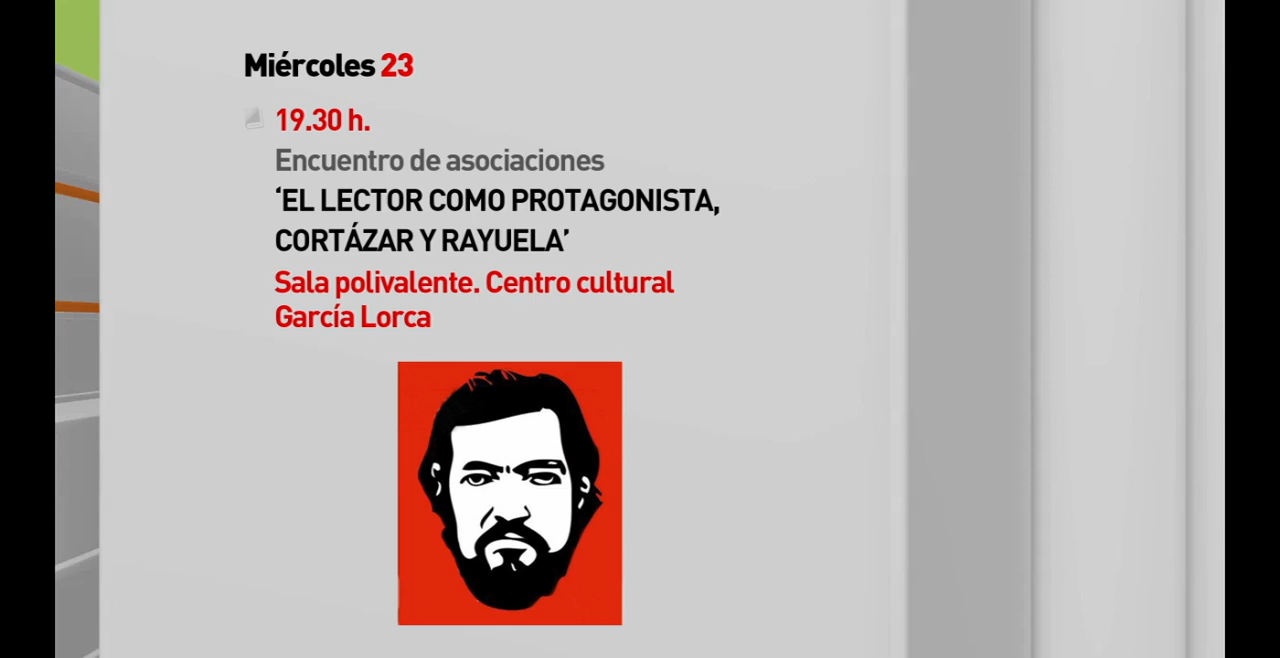 Miércoles 23
19.30 h.
Encuentro de asociaciones
‘EL LECTOR COMO PROTAGONISTA,
CORTÁZAR Y RAYUELA’
Sala polivalente. Centro cultural
García Lorca